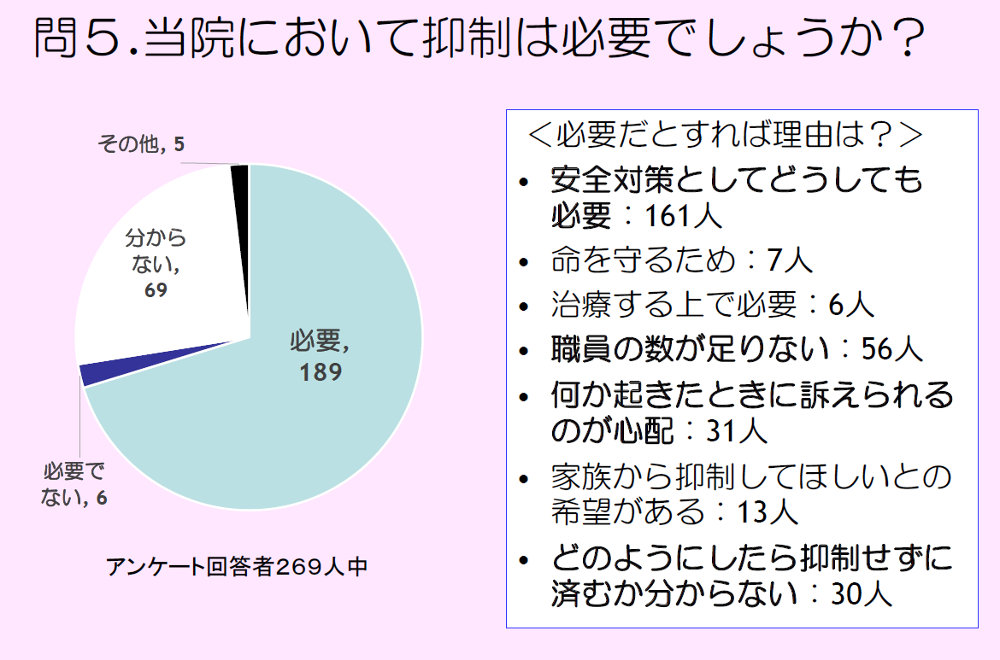 問５.当院において抑制は必要でしょうか？
その他, 5
分から
ない,
69
必要,
189
必要で
ない, 6
アンケート回答者269人中
＜必要だとすれば理由は？＞
• 安全対策としてどうしても
必要：161人
• 命を守るため：7人
• 治療する上で必要：6人
• 職員の数が足りない：56人
• 何か起きたときに訴えられる
のが心配：31人
• 家族から抑制してほしいとの
希望がある：13人
• どのようにしたら抑制せずに
済むか分からない：30人